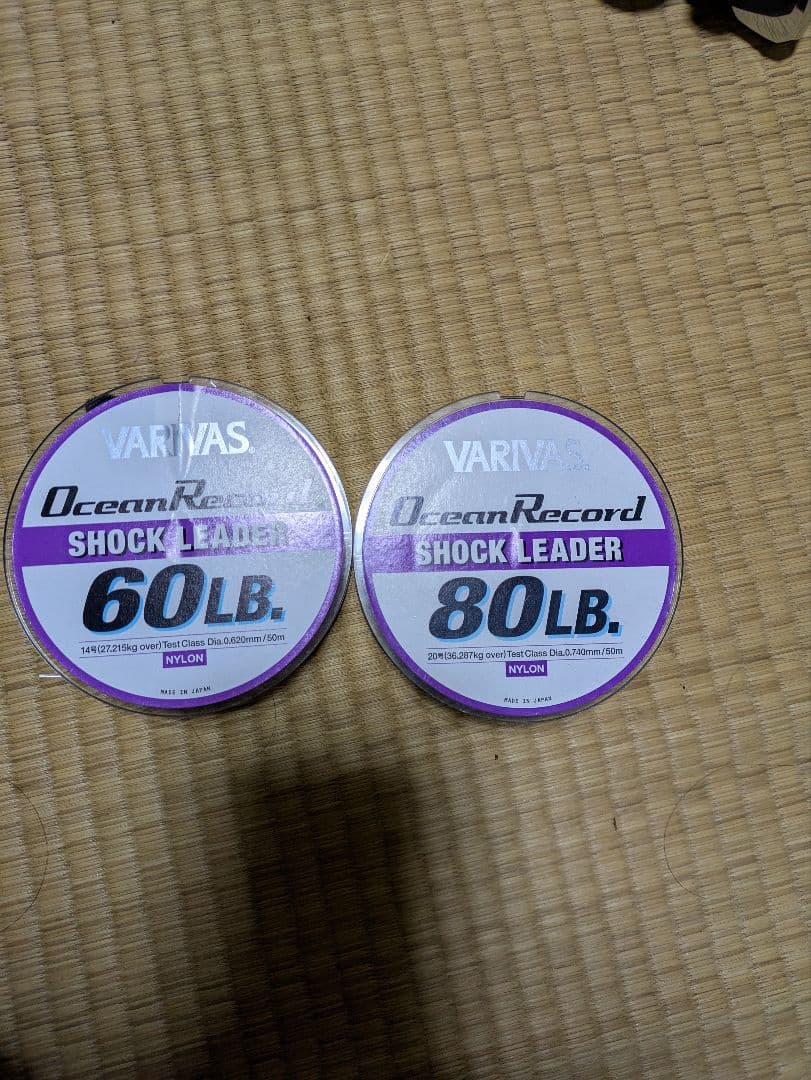 VARIVAS®
OceanRecord
SHOCK LEADER
60LB.
14号(27.215kg over)Test Class Dia.0.620mm/50m
NYLON
MADE IN JAPAN
VARIVAS®
OceanRecord
SHOCK LEADER
80LB.
20号(36.287kg over)Test Class Dia.0.740mm/50m
NYLON
MADE IN JAPAN